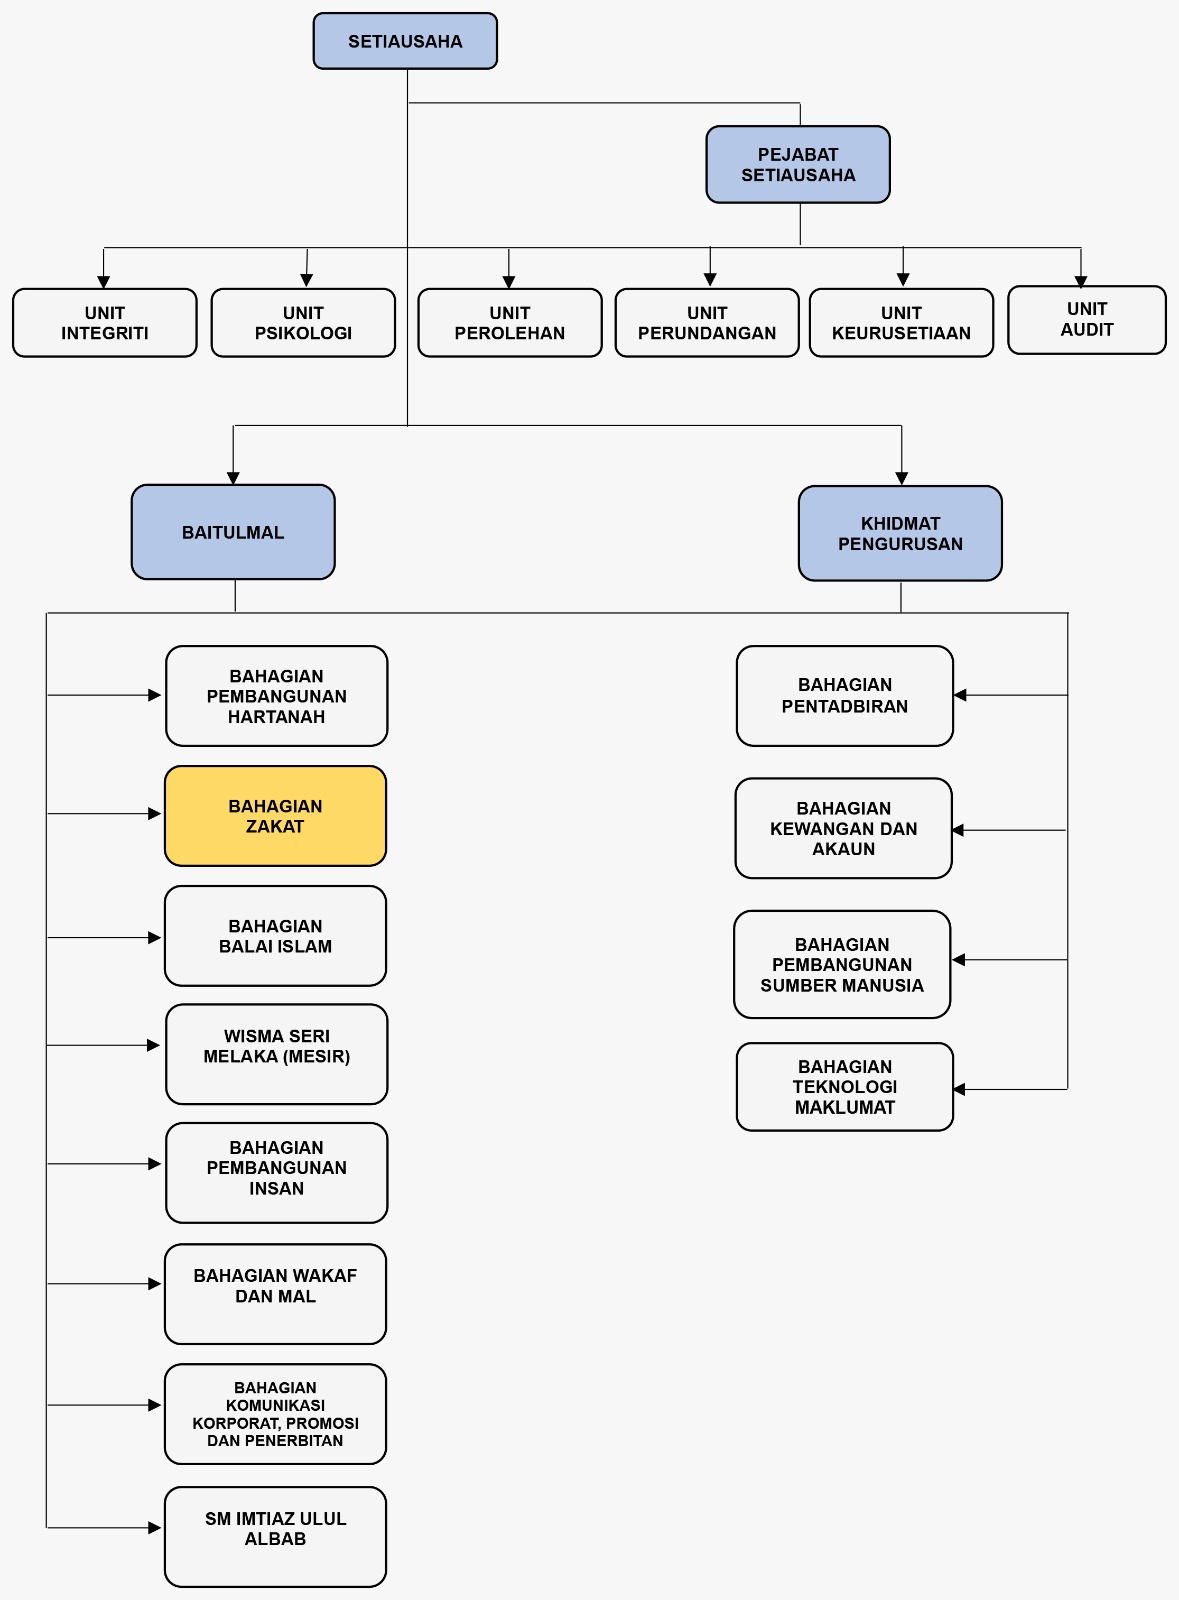 SETIAUSAHA
PEJABAT
SETIAUSAHA
UNIT
INTEGRITI
UNIT
PSIKOLOGI
UNIT
PEROLEHAN
UNIT
PERUNDANGAN
UNIT
KEURUSETIAAN
UNIT
AUDIT
BAITULMAL
KHIDMAT
PENGURUSAN
BAHAGIAN
PEMBANGUNAN
HARTANAH
BAHAGIAN
ZAKAT
BAHAGIAN
BALAI ISLAM
WISMA SERI
MELAKA (MESIR)
BAHAGIAN
PEMBANGUNAN
INSAN
BAHAGIAN WAKAF
DAN MAL
BAHAGIAN
KOMUNIKASI
KORPORAT, PROMOSI
DAN PENERBITAN
SM IMTIAZ ULUL
ALBAB
BAHAGIAN
PENTADBIRAN
BAHAGIAN
KEWANGAN DAN
AKAUN
BAHAGIAN
PEMBANGUNAN
SUMBER MANUSIA
BAHAGIAN
TEKNOLOGI
MAKLUMAT